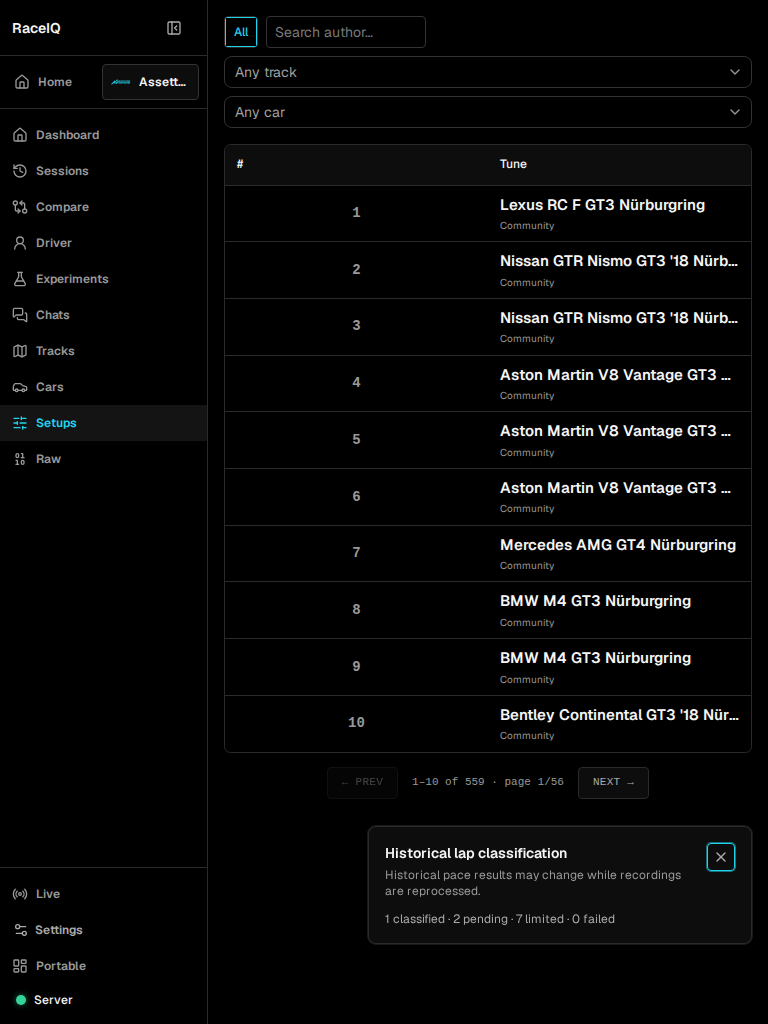 RaceIQ
Home
Assett...
Dashboard
Sessions
Compare
Driver
Experiments
Chats
Tracks
Cars
Setups
Raw
Live
Settings
Portable
Server
All
Search author...
Any track
Any car
# Tune
1 Lexus RC F GT3 Nürburgring
Community
2 Nissan GTR Nismo GT3 '18 Nürb...
Community
3 Nissan GTR Nismo GT3 '18 Nürb...
Community
4 Aston Martin V8 Vantage GT3 ...
Community
5 Aston Martin V8 Vantage GT3 ...
Community
6 Aston Martin V8 Vantage GT3 ...
Community
7 Mercedes AMG GT4 Nürburgring
Community
8 BMW M4 GT3 Nürburgring
Community
9 BMW M4 GT3 Nürburgring
Community
10 Bentley Continental GT3 '18 Nür...
Community
← PREV 1–10 of 559 · page 1/56 NEXT →
Historical lap classification
Historical pace results may change while recordings
are reprocessed.
1 classified · 2 pending · 7 limited · 0 failed